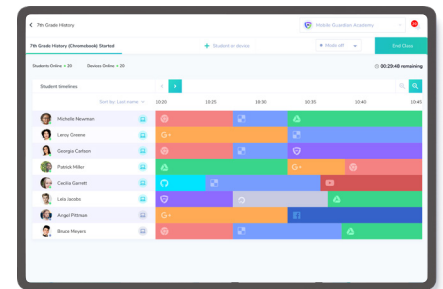 7th Grade History
Mobile Guardian Academy
7th Grade History (Chromebook) Started
+ Student or device
Mode off
End Class
Students Online • 20 Devices Online • 20
00:29:48 remaining
Student timelines
Sort by: Last name
10:20 10:25 10:30 10:35 10:40 10:45
Michelle Newman
Leroy Greene
G+
Georgia Carlson
Patrick Miller
G+
Cecilia Garrett
Lela Jacobs
Angel Pittman
G+
Bruce Meyers